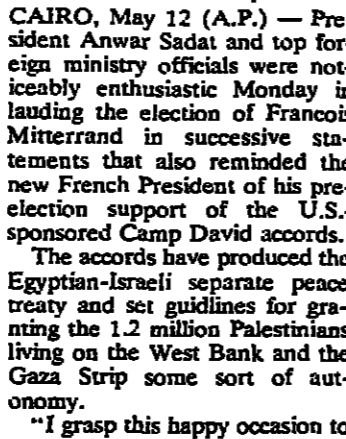 CAIRO, May 12 (A.P.) — Pre
sident Anwar Sadat and top for-
eign ministry officials were not-
iceably enthusiastic Monday i
lauding the election of Francois
Mitterrand in successive sta-
tements that also reminded the
new French President of his pre-
election support of the U.S.-
sponsored Camp David accords.
The accords have produced the
Egyptian-Israeli separate peace
treaty and set guidlines for gra-
nting the 1.2 million Palestinians
living on the West Bank and the
Gaza Strip some sort of aut-
onomy.
"I grasp this happy occasion to